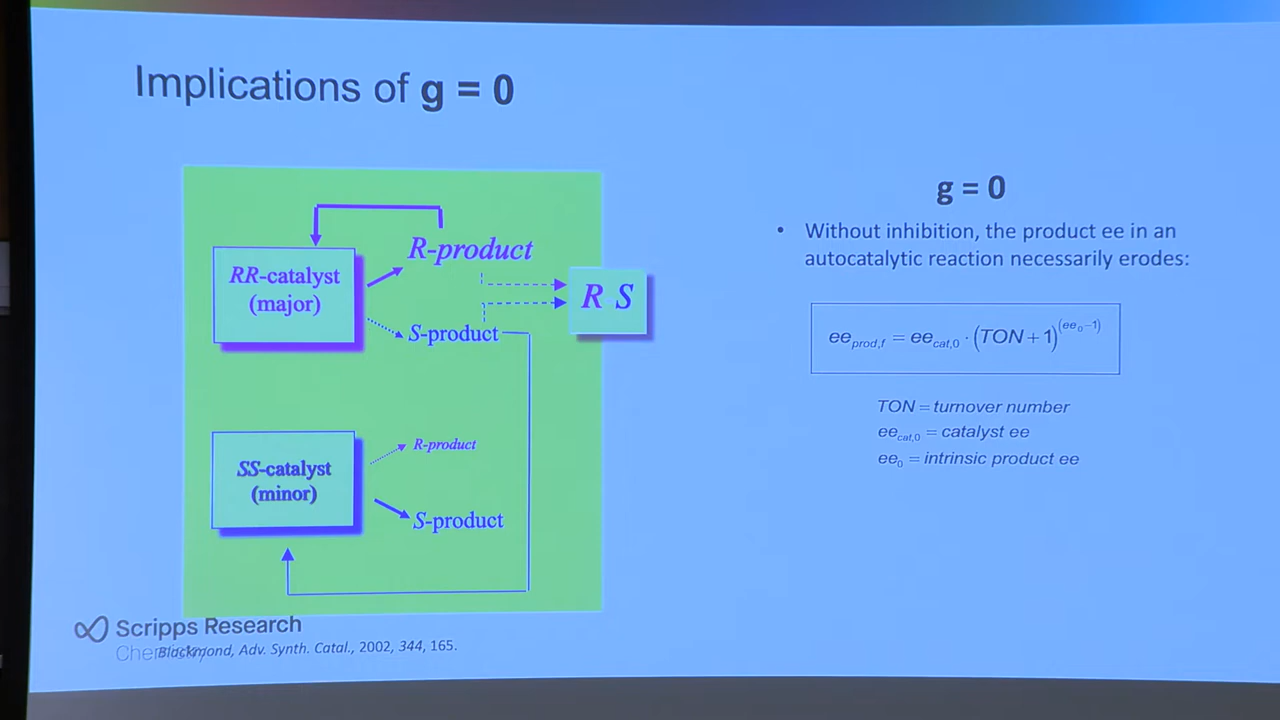 Implications of g = 0
R-product
RR-catalyst
(major)
S-product
R S
SS-catalyst
(minor)
R-product
S-product
g = 0
• Without inhibition, the product ee in an
autocatalytic reaction necessarily erodes:
ee_prod,f = ee_cat,0 · (TON + 1)^(ee_0 −1)
TON = turnover number
ee_cat,0 = catalyst ee
ee_0 = intrinsic product ee
Scripps Research
Chemistry
Blackmond, Adv. Synth. Catal., 2002, 344, 165.